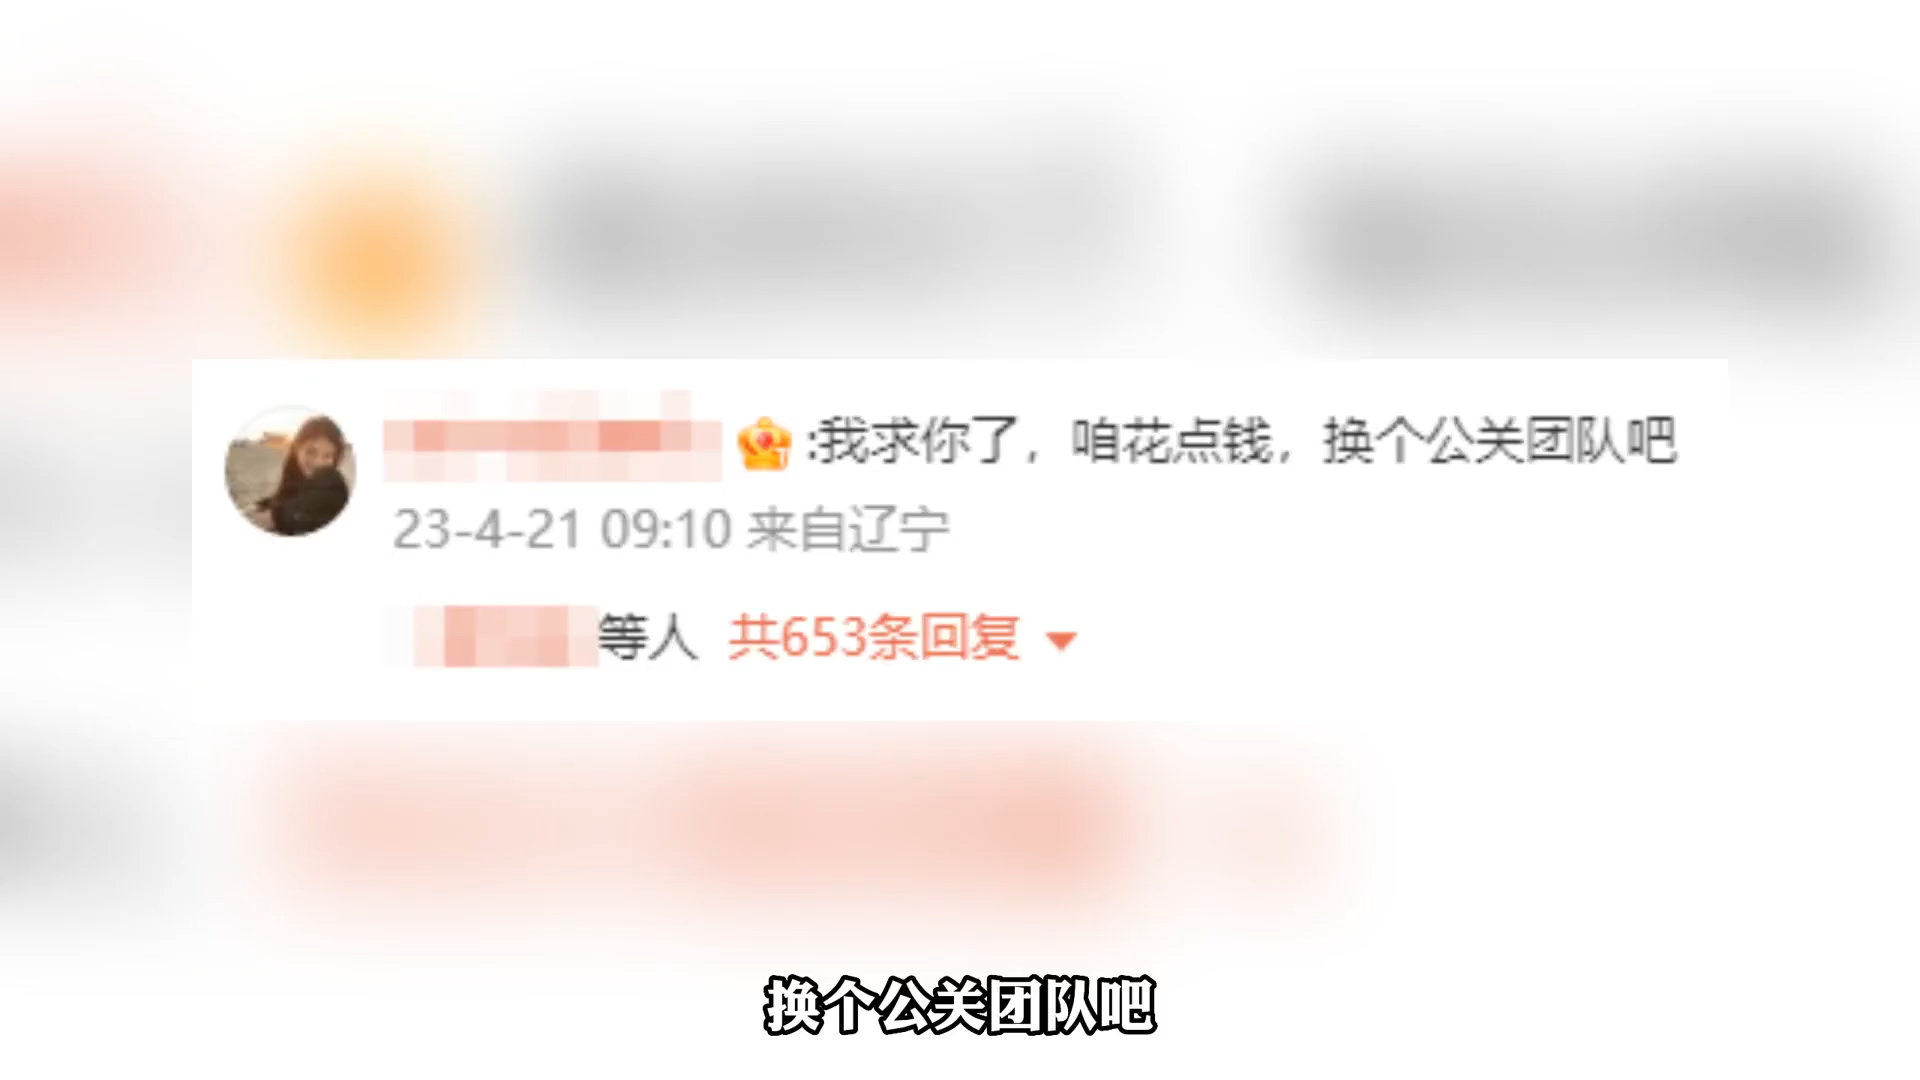 :我求你了，咱花点钱，换个公关团队吧
23-4-21 09:10 来自辽宁
等人 共653条回复
换个公关团队吧